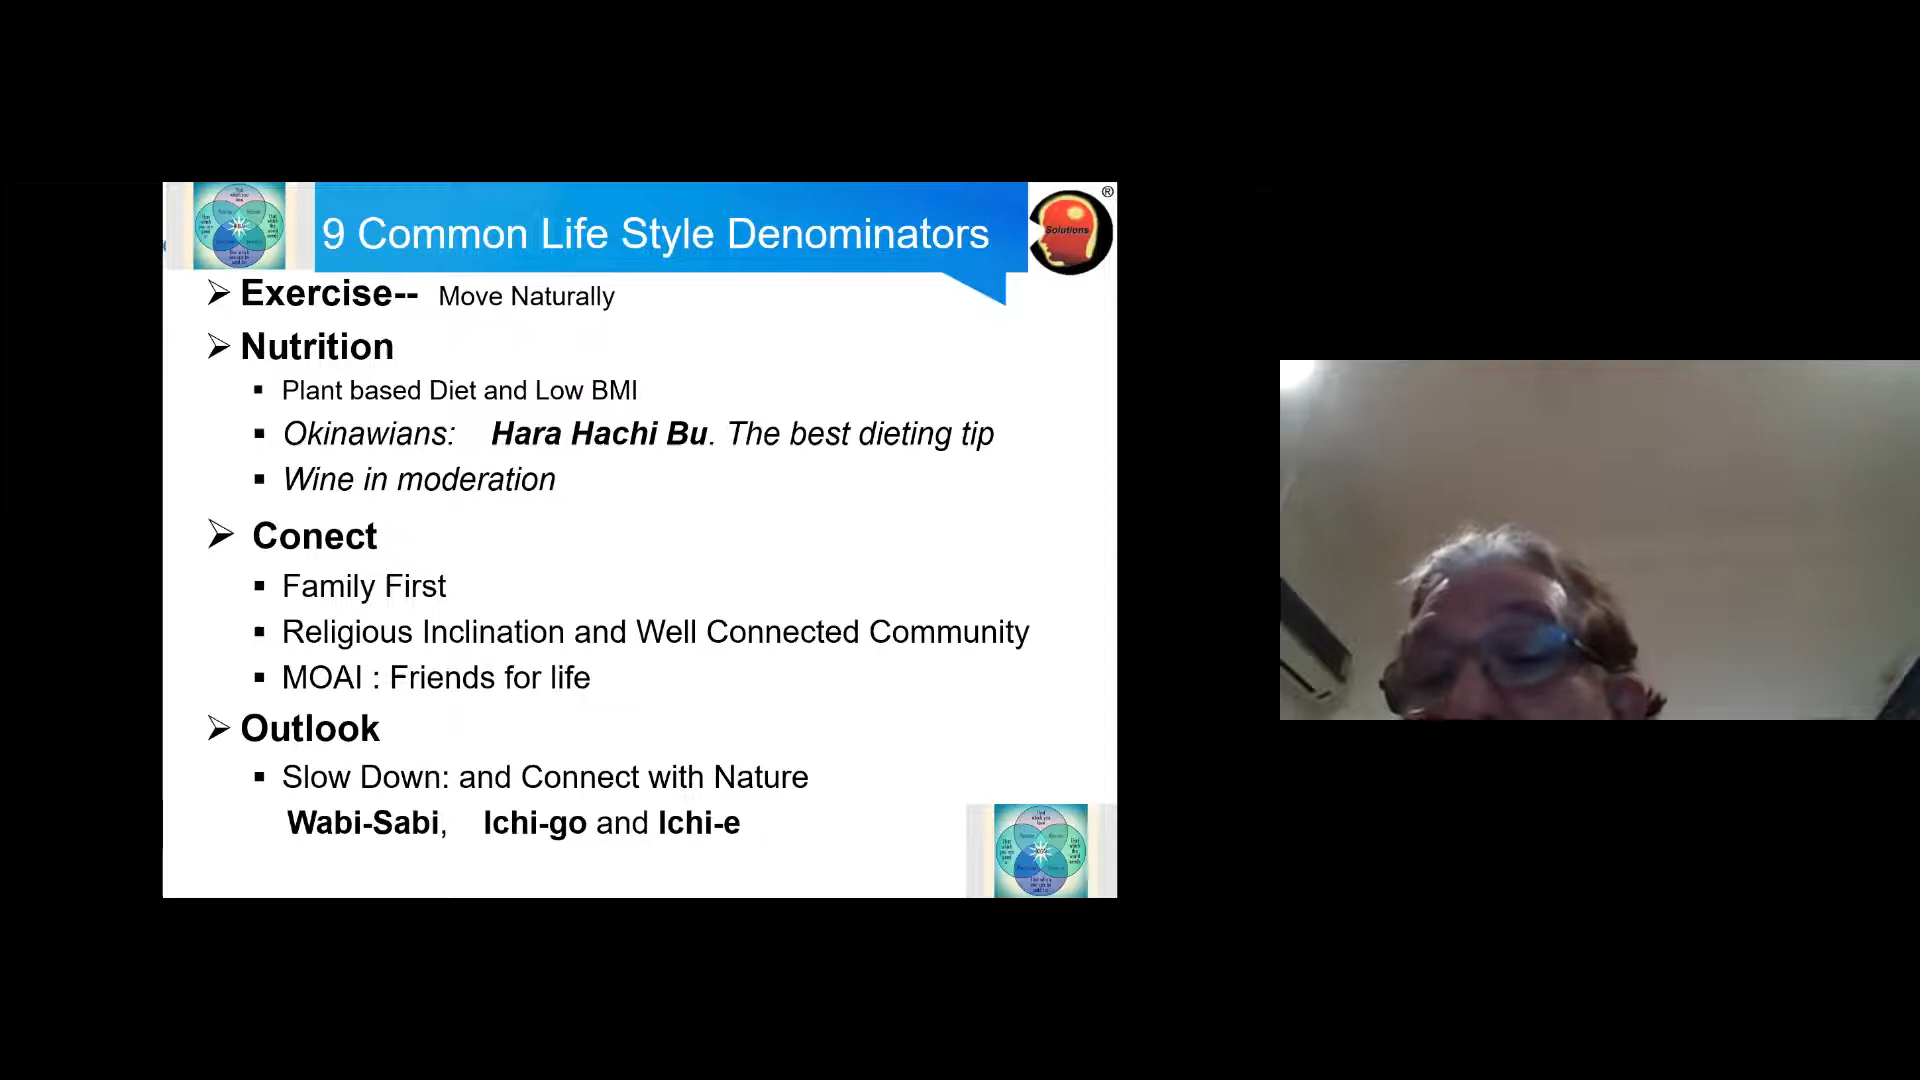 9 Common Life Style Denominators
®
Solutions
➢ Exercise-- Move Naturally
➢ Nutrition
▪ Plant based Diet and Low BMI
▪ Okinawians: Hara Hachi Bu. The best dieting tip
▪ Wine in moderation
➢ Conect
▪ Family First
▪ Religious Inclination and Well Connected Community
▪ MOAI : Friends for life
➢ Outlook
▪ Slow Down: and Connect with Nature
Wabi-Sabi, Ichi-go and Ichi-e